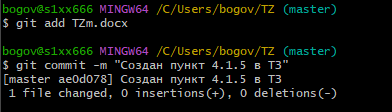 bogov@s1xx666 MINGW64 /C/Users/bogov/TZ (master)
$ git add TZm.docx
bogov@s1xx666 MINGW64 /C/Users/bogov/TZ (master)
$ git commit -m "Создан пункт 4.1.5 в ТЗ"
[master ae0d078] Создан пункт 4.1.5 в ТЗ
1 file changed, 0 insertions(+), 0 deletions(-)